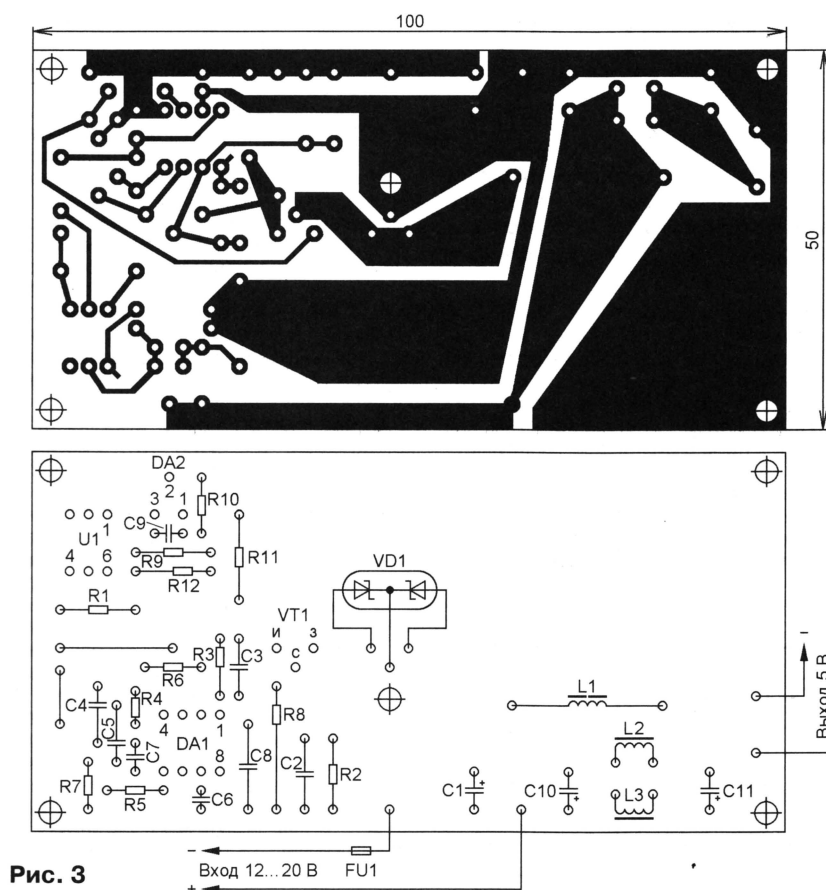 100
50
DA2
2
3 1
R10
C9
1
U1
4 6
R9
R11
R12
VD1
R1
VT1
и з
с
R3
C3
R6
L1
C4
R4
R8
4 1
L2
C5
DA1
C8
C2
C7
8
R2
C1 +
C10 +
L3
C11 +
R7
R5
C6
-
Выход 5 В
-
Вход 12...20 В
FU1
+
Рис. 3